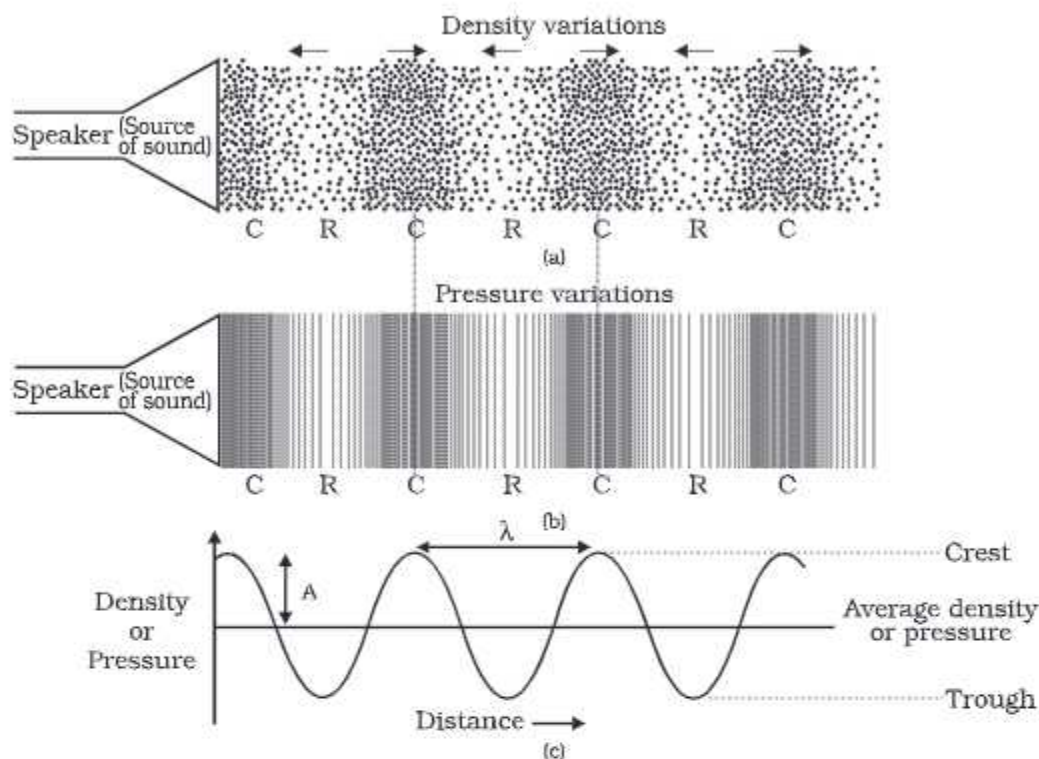 Density variations
Speaker (Source of sound)
C R C R C R C
(a)
Pressure variations
Speaker (Source of sound)
C R C R C R C
(b)
λ
Crest
A
Density
or
Pressure
Average density
or pressure
Trough
Distance
(c)